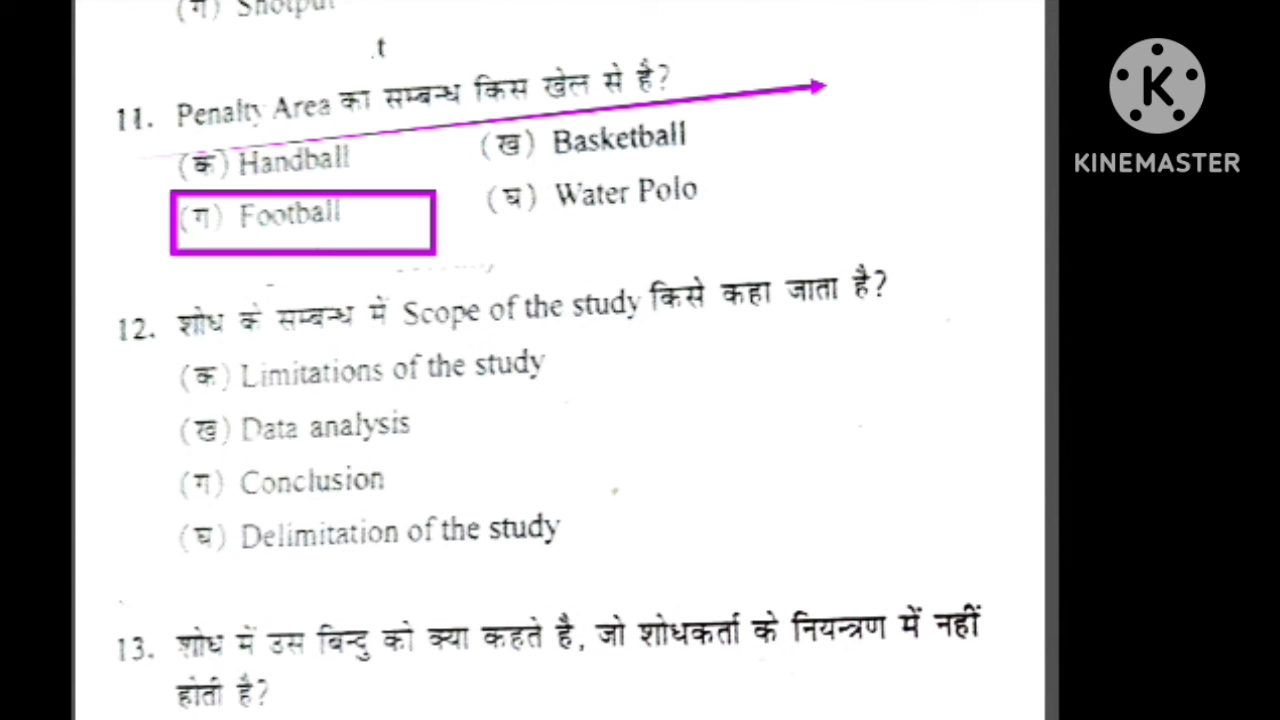 (ग) Shotput
t
11. Penalty Area का सम्बन्ध किस खेल से है?
(क) Handball (ख) Basketball
(ग) Football (घ) Water Polo
12. शोध के सम्बन्ध में Scope of the study किसे कहा जाता है?
(क) Limitations of the study
(ख) Data analysis
(ग) Conclusion
(घ) Delimitation of the study
13. शोध में उस बिन्दु को क्या कहते है, जो शोधकर्ता के नियन्त्रण में नहीं
होती है?
K
KINEMASTER